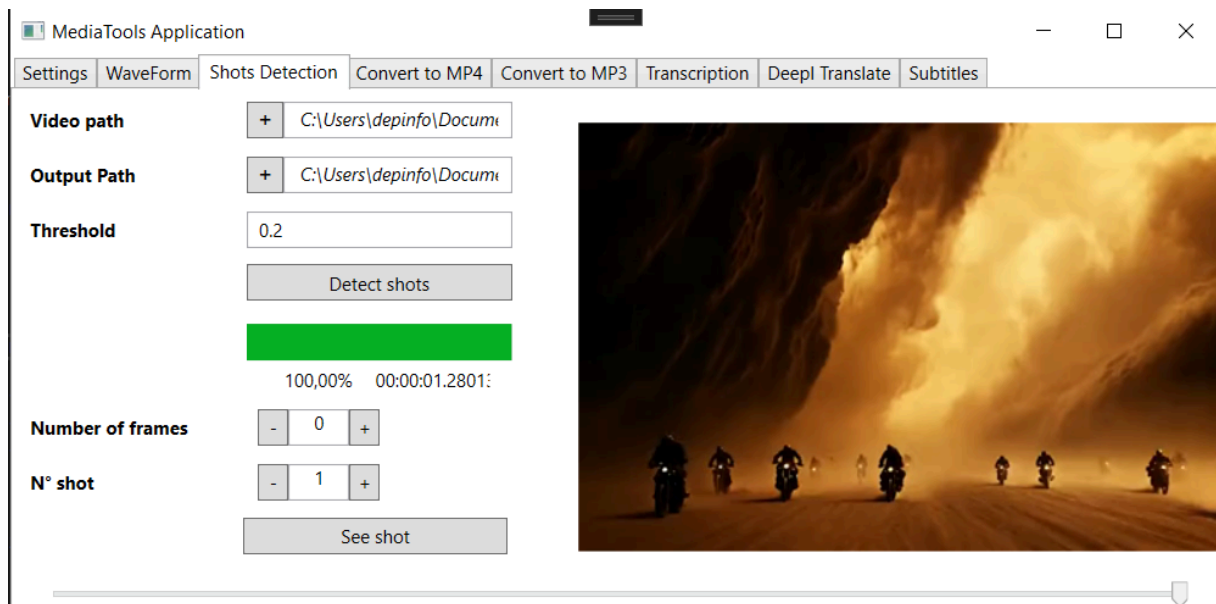 MediaTools Application
Settings WaveForm Shots Detection Convert to MP4 Convert to MP3 Transcription Deepl Translate Subtitles
Video path + C:\Users\depinfo\Docume
Output Path + C:\Users\depinfo\Docume
Threshold 0.2
Detect shots
100,00% 00:00:01.28013
Number of frames - 0 +
N° shot - 1 +
See shot